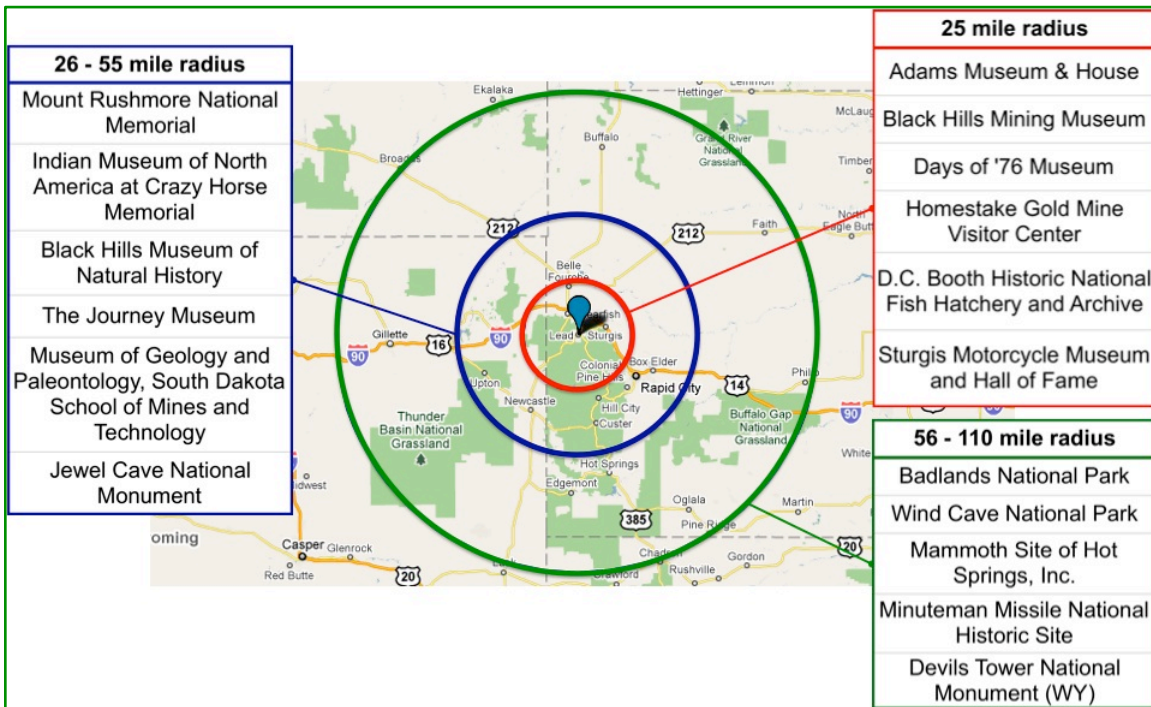 26 - 55 mile radius
Mount Rushmore National
Memorial
Indian Museum of North
America at Crazy Horse
Memorial
Black Hills Museum of
Natural History
The Journey Museum
Museum of Geology and
Paleontology, South Dakota
School of Mines and
Technology
Jewel Cave National
Monument
25 mile radius
Adams Museum & House
Black Hills Mining Museum
Days of '76 Museum
Homestake Gold Mine
Visitor Center
D.C. Booth Historic National
Fish Hatchery and Archive
Sturgis Motorcycle Museum
and Hall of Fame
56 - 110 mile radius
Badlands National Park
Wind Cave National Park
Mammoth Site of Hot
Springs, Inc.
Minuteman Missile National
Historic Site
Devils Tower National
Monument (WY)
Ekalaka
Hettinger
Buffalo
Grand River
National
Grassland
Broadus
212
212
Faith
Belle
Fourche
Lead
Sturgis
Gillette
90
16
90
Upton
Newcastle
Colonial
Pine Hills
Box Elder
Rapid City
14
Hill City
Custer
Thunder
Basin National
Grassland
Buffalo Gap
National
Grassland
90
White
Hot Springs
Edgemont
Oglala
Martin
385
Pine Ridge
20
oming
Casper
Glenrock
Red Butte
20
Gordon
Rushville